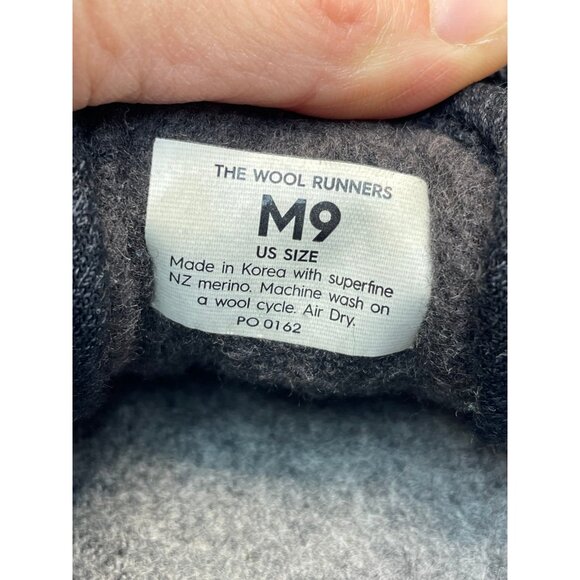 THE WOOL RUNNERS
M9
US SIZE
Made in Korea with superfine
NZ merino. Machine wash on
a wool cycle. Air Dry.
PO 0162